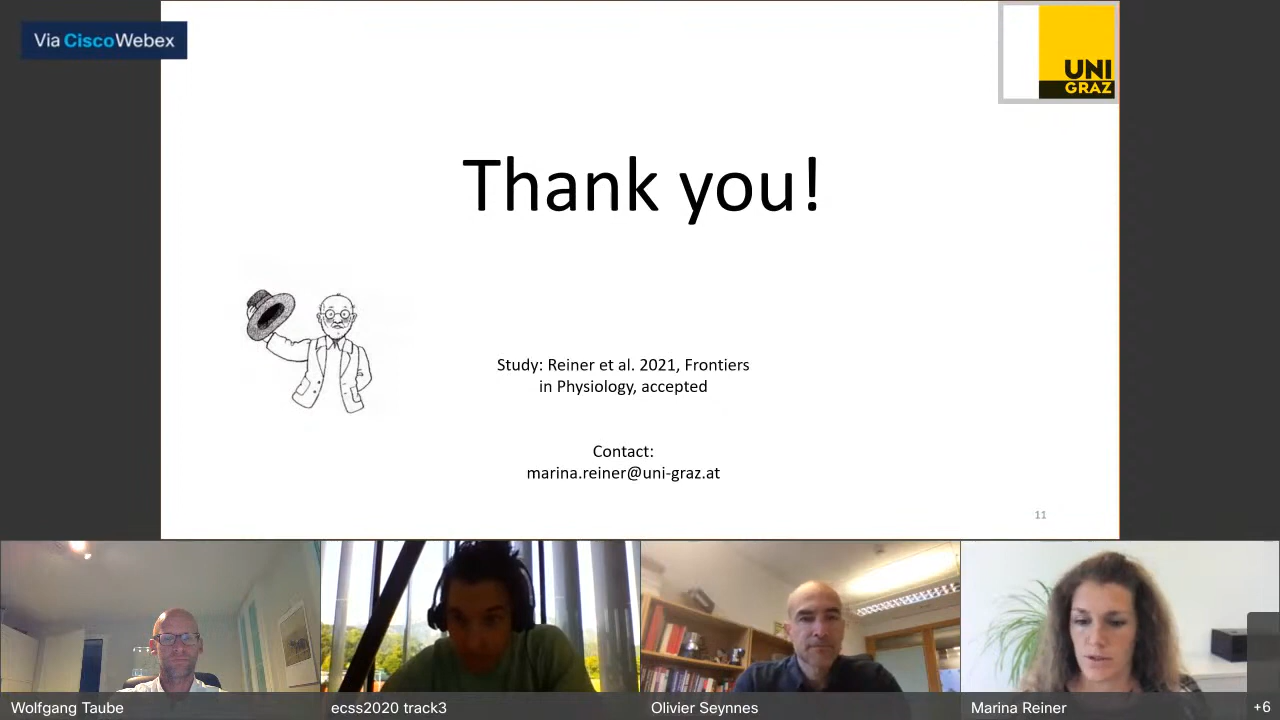 Via CiscoWebex
UNI
GRAZ
Thank you!
Study: Reiner et al. 2021, Frontiers
in Physiology, accepted
Contact:
marina.reiner@uni-graz.at
11
Wolfgang Taube
ecss2020 track3
Olivier Seynnes
Marina Reiner
+6